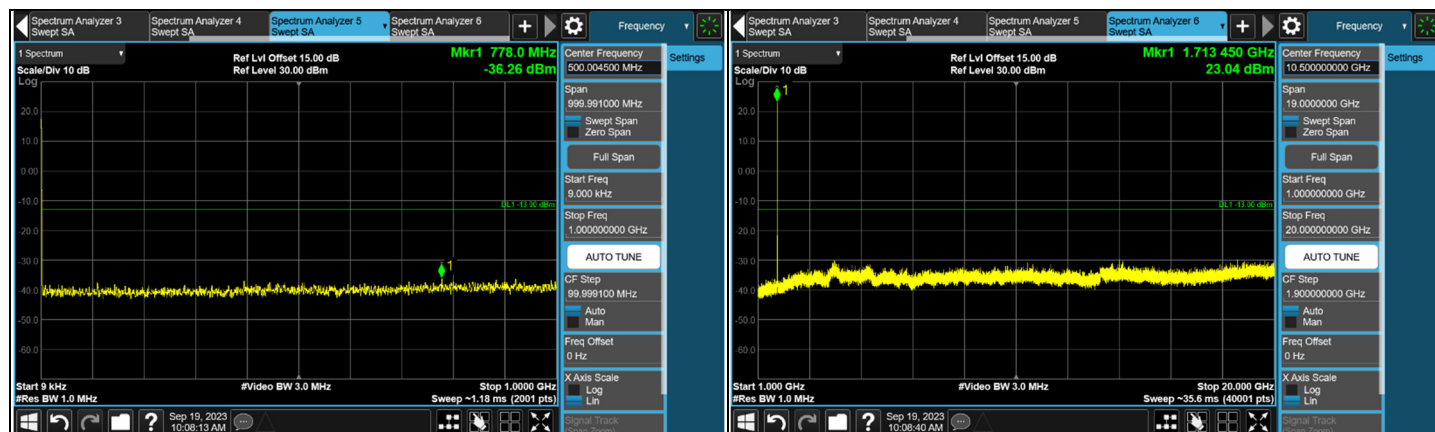 Spectrum Analyzer 3
Swept SA
Spectrum Analyzer 4
Swept SA
Spectrum Analyzer 5
Swept SA
Spectrum Analyzer 6
Swept SA
Frequency
1 Spectrum
Scale/Div 10 dB
Log
Ref Lvl Offset 15.00 dB
Ref Level 30.00 dBm
Mkr1 778.0 MHz
-36.26 dBm
20.0
10.0
0.00
-10.0
-20.0
-30.0
-40.0
-50.0
-60.0
DL1 -13.00 dBm
1
Start 9 kHz
#Res BW 1.0 MHz
#Video BW 3.0 MHz
Stop 1.0000 GHz
Sweep ~1.18 ms (2001 pts)
Center Frequency
500.004500 MHz
Settings
Span
999.991000 MHz
Swept Span
Zero Span
Full Span
Start Freq
9.000 kHz
Stop Freq
1.000000000 GHz
AUTO TUNE
CF Step
99.999100 MHz
Auto
Man
Freq Offset
0 Hz
X Axis Scale
Log
Lin
Signal Track
(Span Zoom)
?
Sep 19, 2023
10:08:13 AM
Spectrum Analyzer 3
Swept SA
Spectrum Analyzer 4
Swept SA
Spectrum Analyzer 5
Swept SA
Spectrum Analyzer 6
Swept SA
Frequency
1 Spectrum
Scale/Div 10 dB
Log
Ref Lvl Offset 15.00 dB
Ref Level 30.00 dBm
Mkr1 1.713 450 GHz
23.04 dBm
1
20.0
10.0
0.00
-10.0
-20.0
-30.0
-40.0
-50.0
-60.0
DL1 -13.00 dBm
Start 1.000 GHz
#Res BW 1.0 MHz
#Video BW 3.0 MHz
Stop 20.000 GHz
Sweep ~35.6 ms (40001 pts)
Center Frequency
10.500000000 GHz
Settings
Span
19.0000000 GHz
Swept Span
Zero Span
Full Span
Start Freq
1.000000000 GHz
Stop Freq
20.000000000 GHz
AUTO TUNE
CF Step
1.900000000 GHz
Auto
Man
Freq Offset
0 Hz
X Axis Scale
Log
Lin
Signal Track
(Span Zoom)
?
Sep 19, 2023
10:08:40 AM